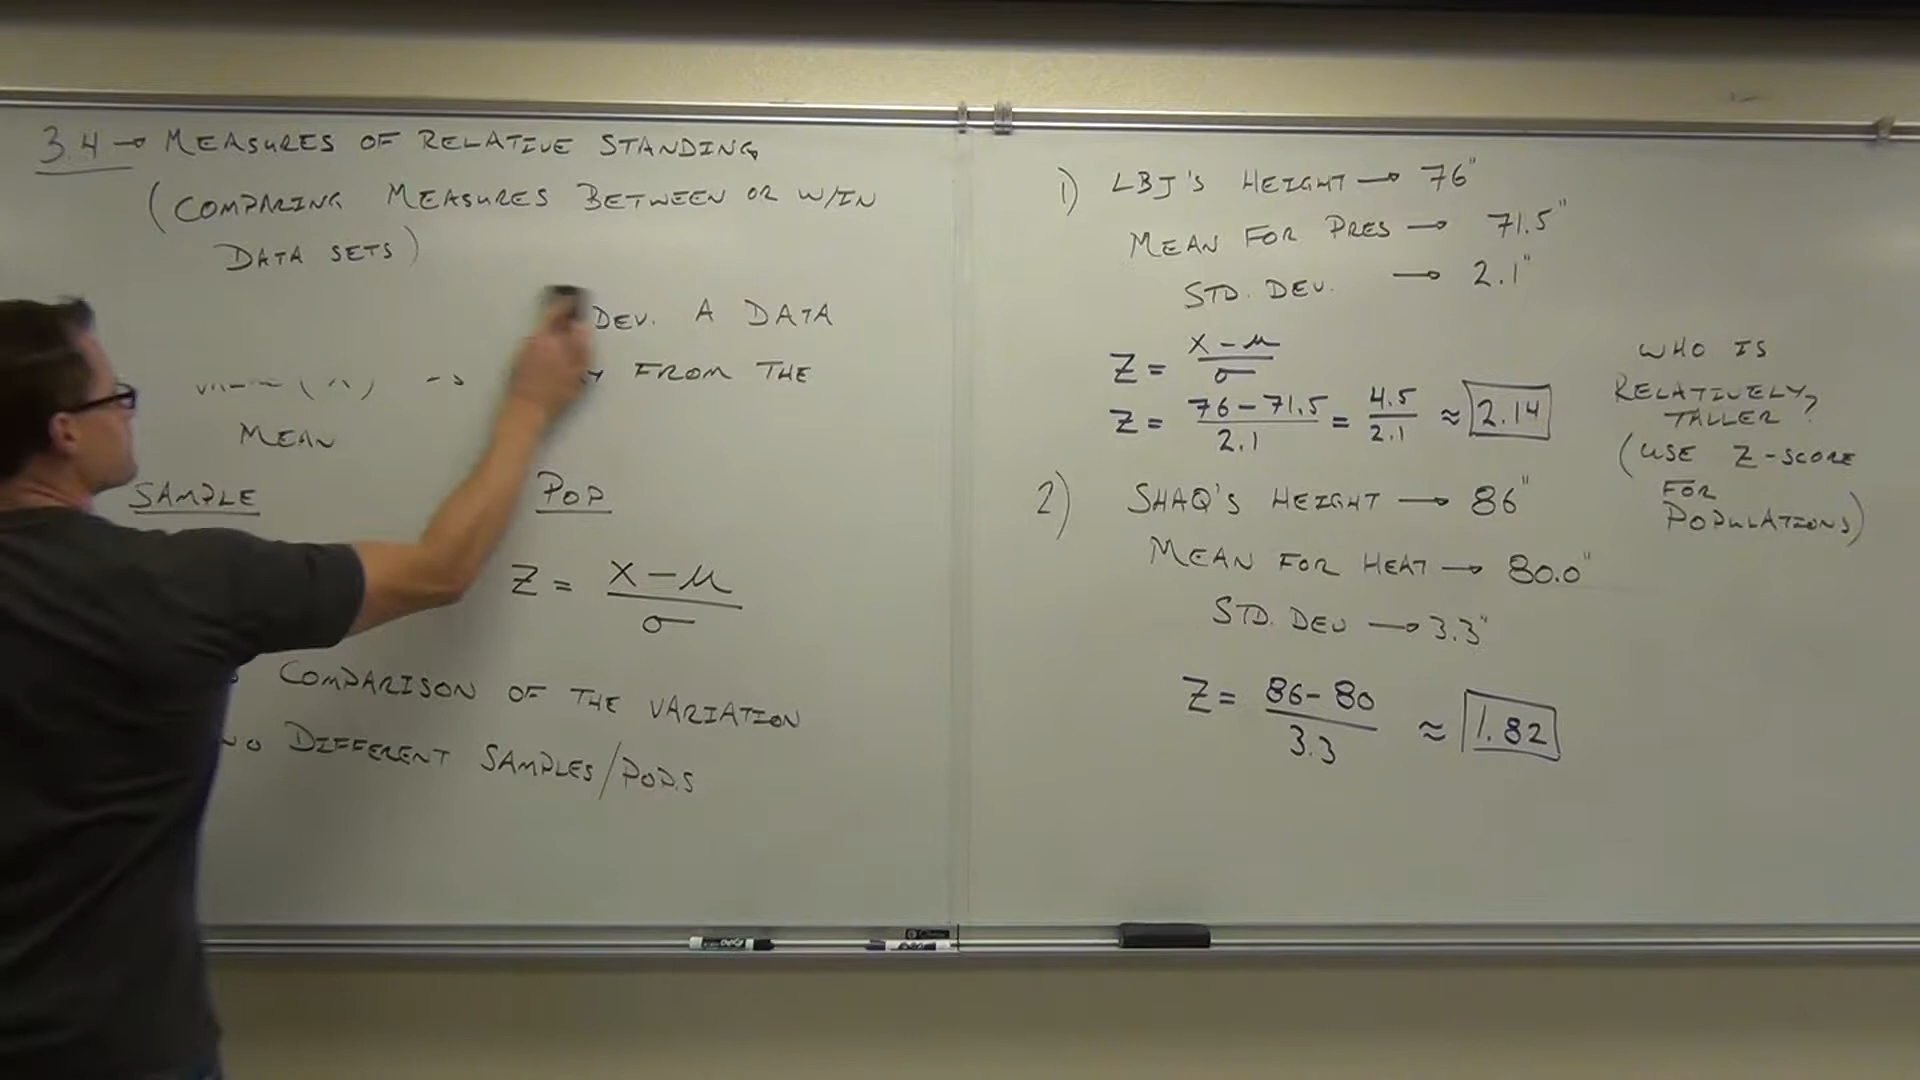 3.4 → MEASURES OF RELATIVE STANDING
(COMPARING MEASURES BETWEEN OR W/IN
DATA SETS)
DEV. A DATA
FROM THE
MEAN
SAMPLE
POP
Z = (X - μ) / σ
COMPARISON OF THE VARIATION
DIFFERENT SAMPLES/POPS
1) LBJ'S HEIGHT → 76"
MEAN FOR PRES → 71.5"
STD. DEV. → 2.1"
Z = (X - μ) / σ
Z = (76 - 71.5) / 2.1 = 4.5 / 2.1 ≈ 2.14
2) SHAQ'S HEIGHT → 86"
MEAN FOR HEAT → 80.0"
STD. DEV → 3.3"
Z = (86 - 80) / 3.3 ≈ 1.82
WHO IS
RELATIVELY
TALLER?
(USE Z-SCORE
FOR
POPULATIONS)